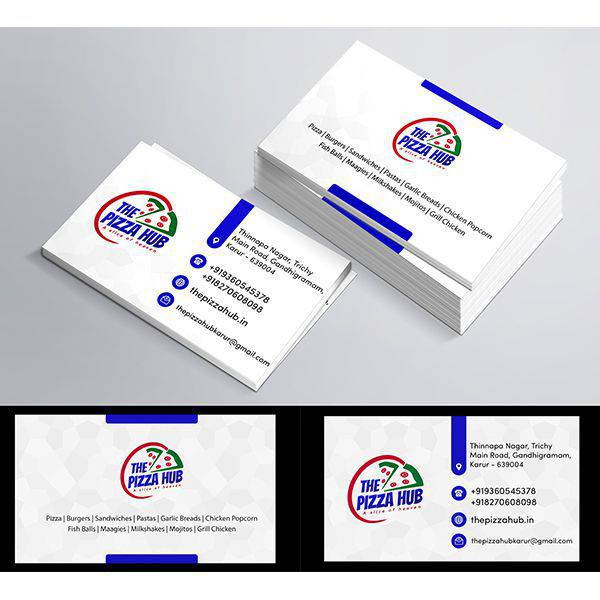 THE
PIZZA HUB
A slice of heaven
Pizza | Burgers | Sandwiches | Pastas | Garlic Breads | Chicken Popcorn
Fish Balls | Maagies | Milkshakes | Mojitos | Grill Chicken
THE
PIZZA HUB
A slice of heaven
Thinnapa Nagar, Trichy
Main Road, Gandhigramam,
Karur - 639004
+919360545378
+918270608098
thepizzahub.in
thepizzahubkarur@gmail.com
THE
PIZZA HUB
A slice of heaven
Pizza | Burgers | Sandwiches | Pastas | Garlic Breads | Chicken Popcorn
Fish Balls | Maagies | Milkshakes | Mojitos | Grill Chicken
THE
PIZZA HUB
A slice of heaven
Thinnapa Nagar, Trichy
Main Road, Gandhigramam,
Karur - 639004
+919360545378
+918270608098
thepizzahub.in
thepizzahubkarur@gmail.com